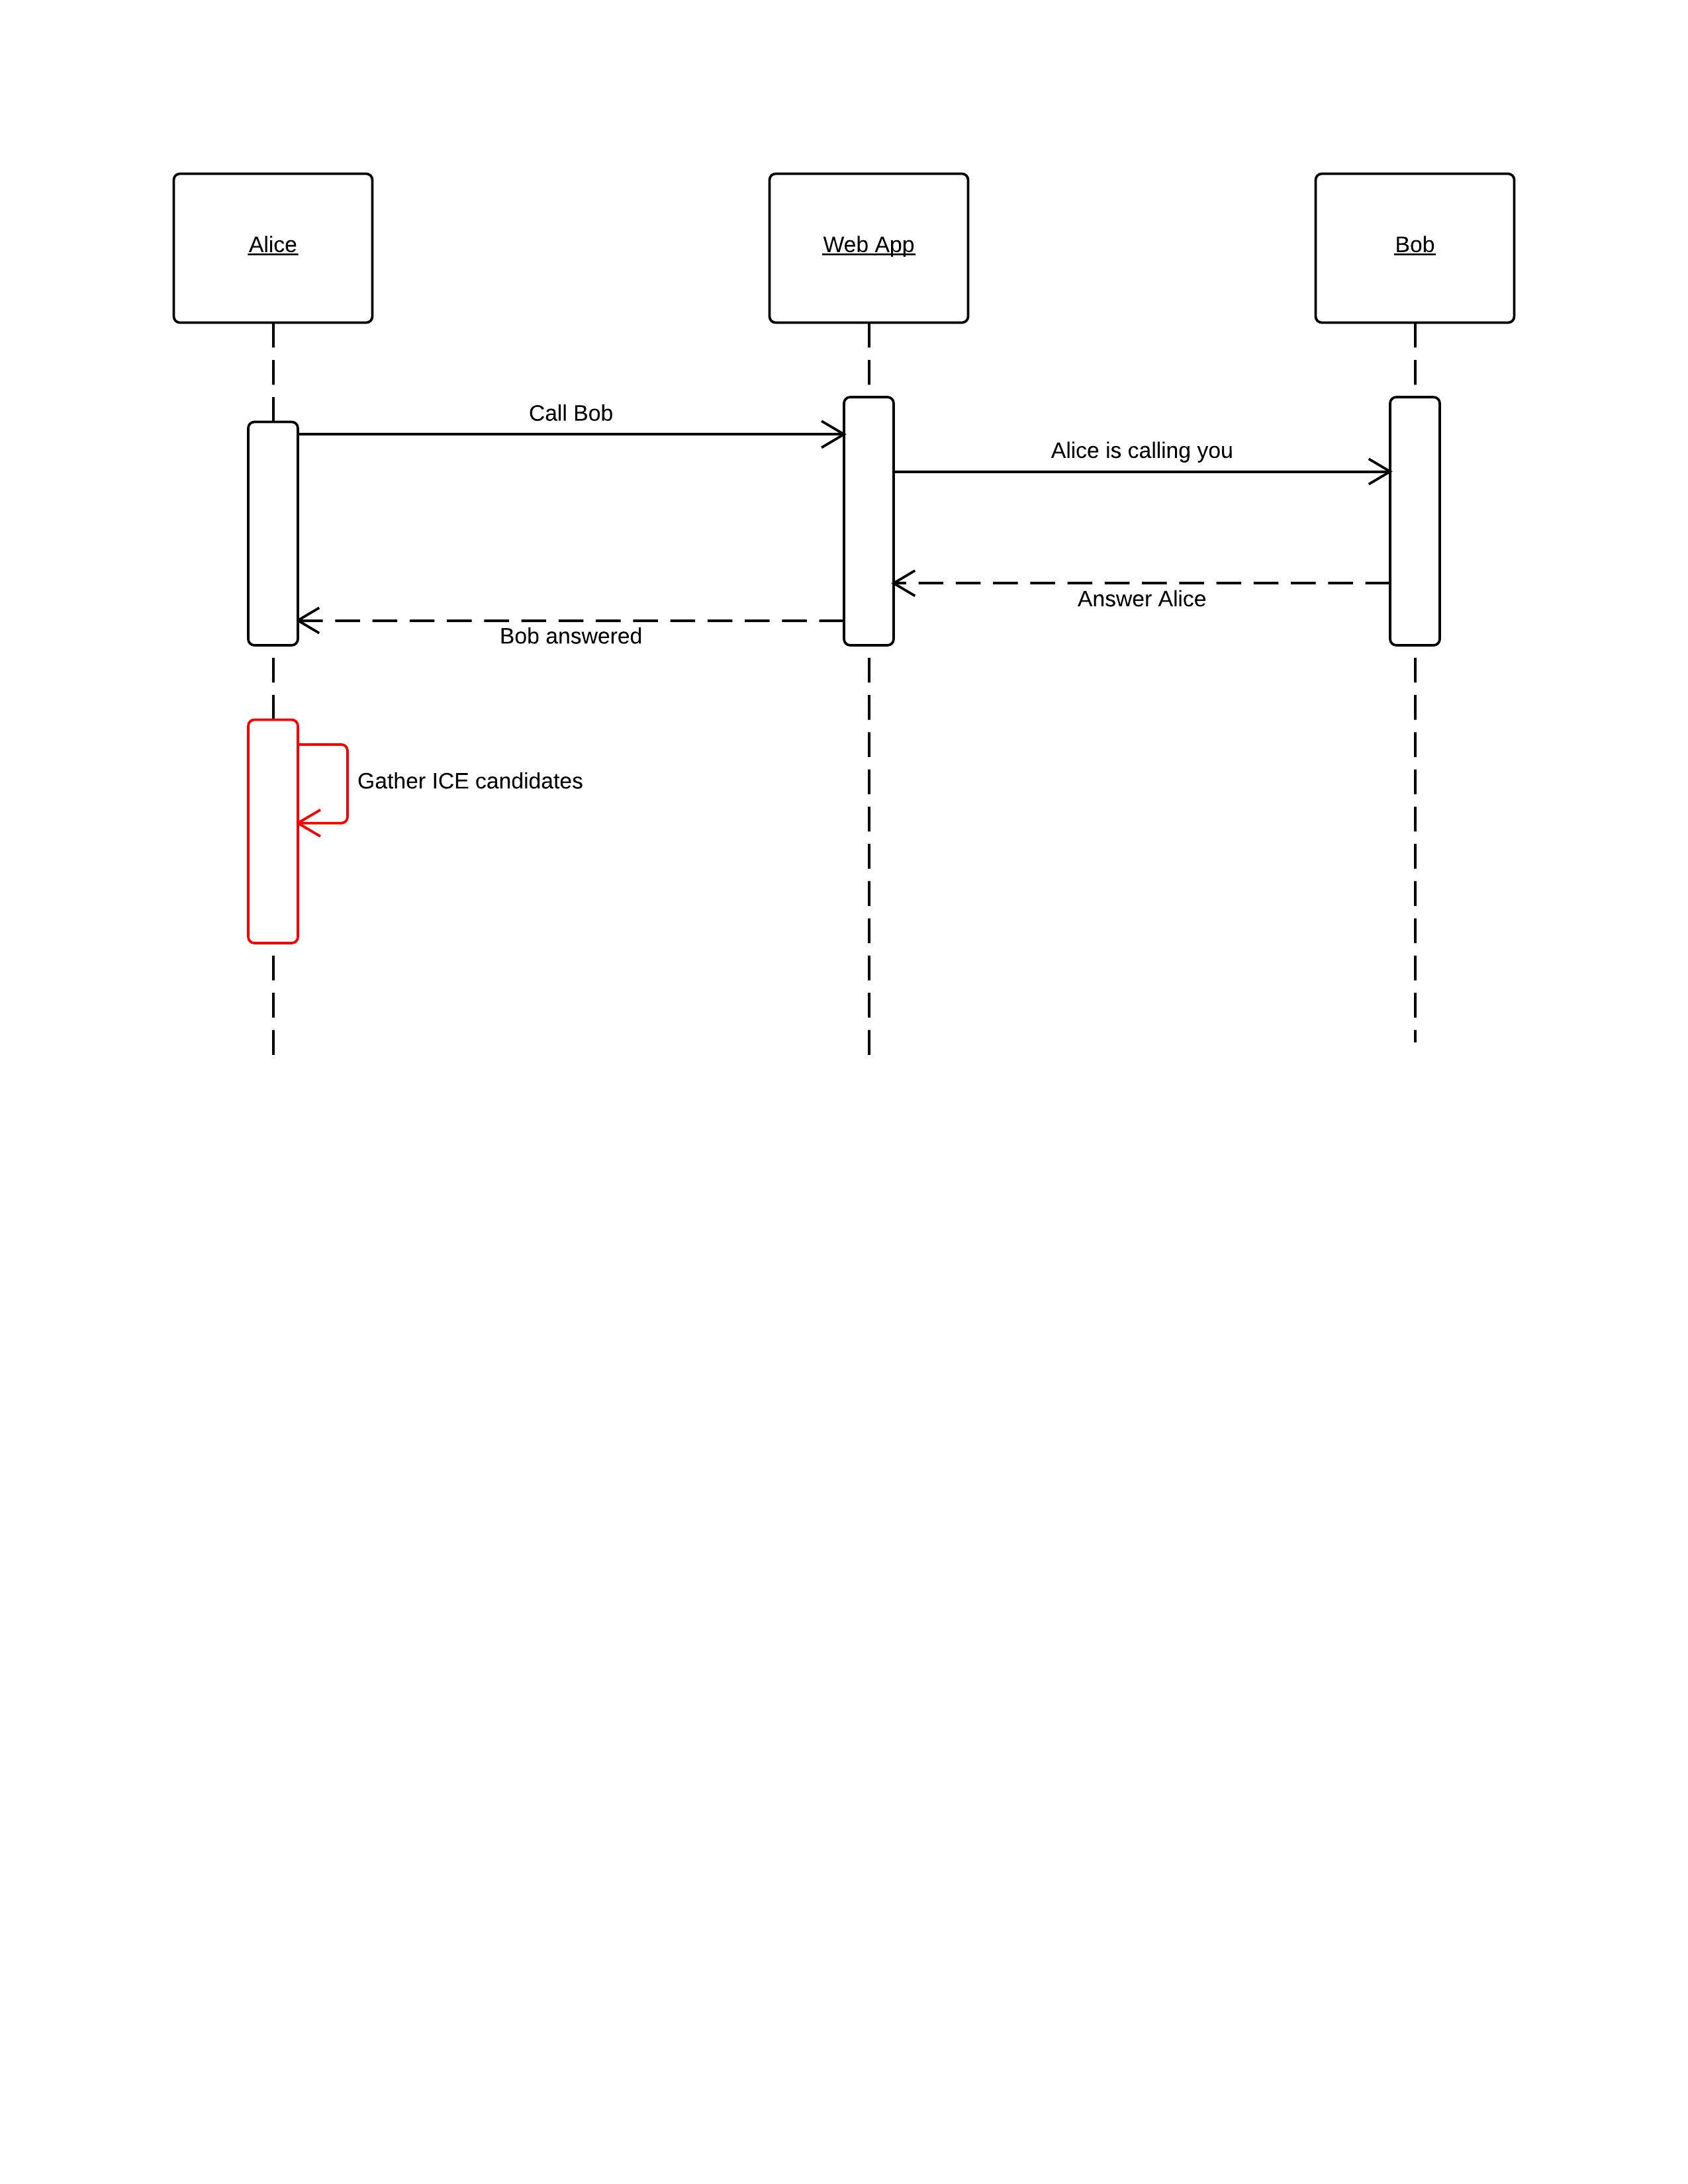 Alice
Web App
Bob
Call Bob
Alice is calling you
Answer Alice
Bob answered
Gather ICE candidates